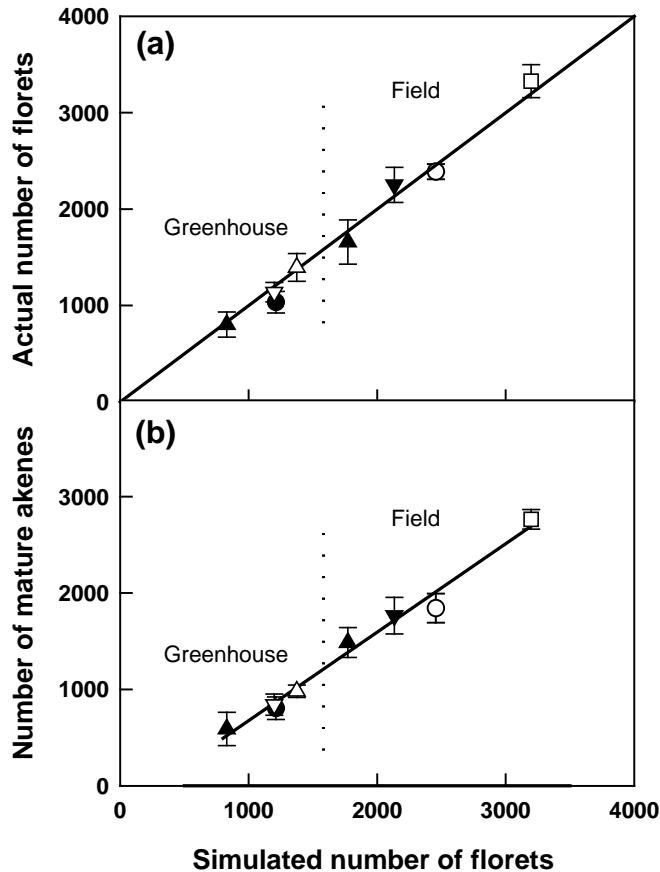 4000
(a)
Field
3000
Actual number of florets
2000
Greenhouse
1000
0
(b)
3000
Field
Number of mature akenes
2000
Greenhouse
1000
0
0 1000 2000 3000 4000
Simulated number of florets